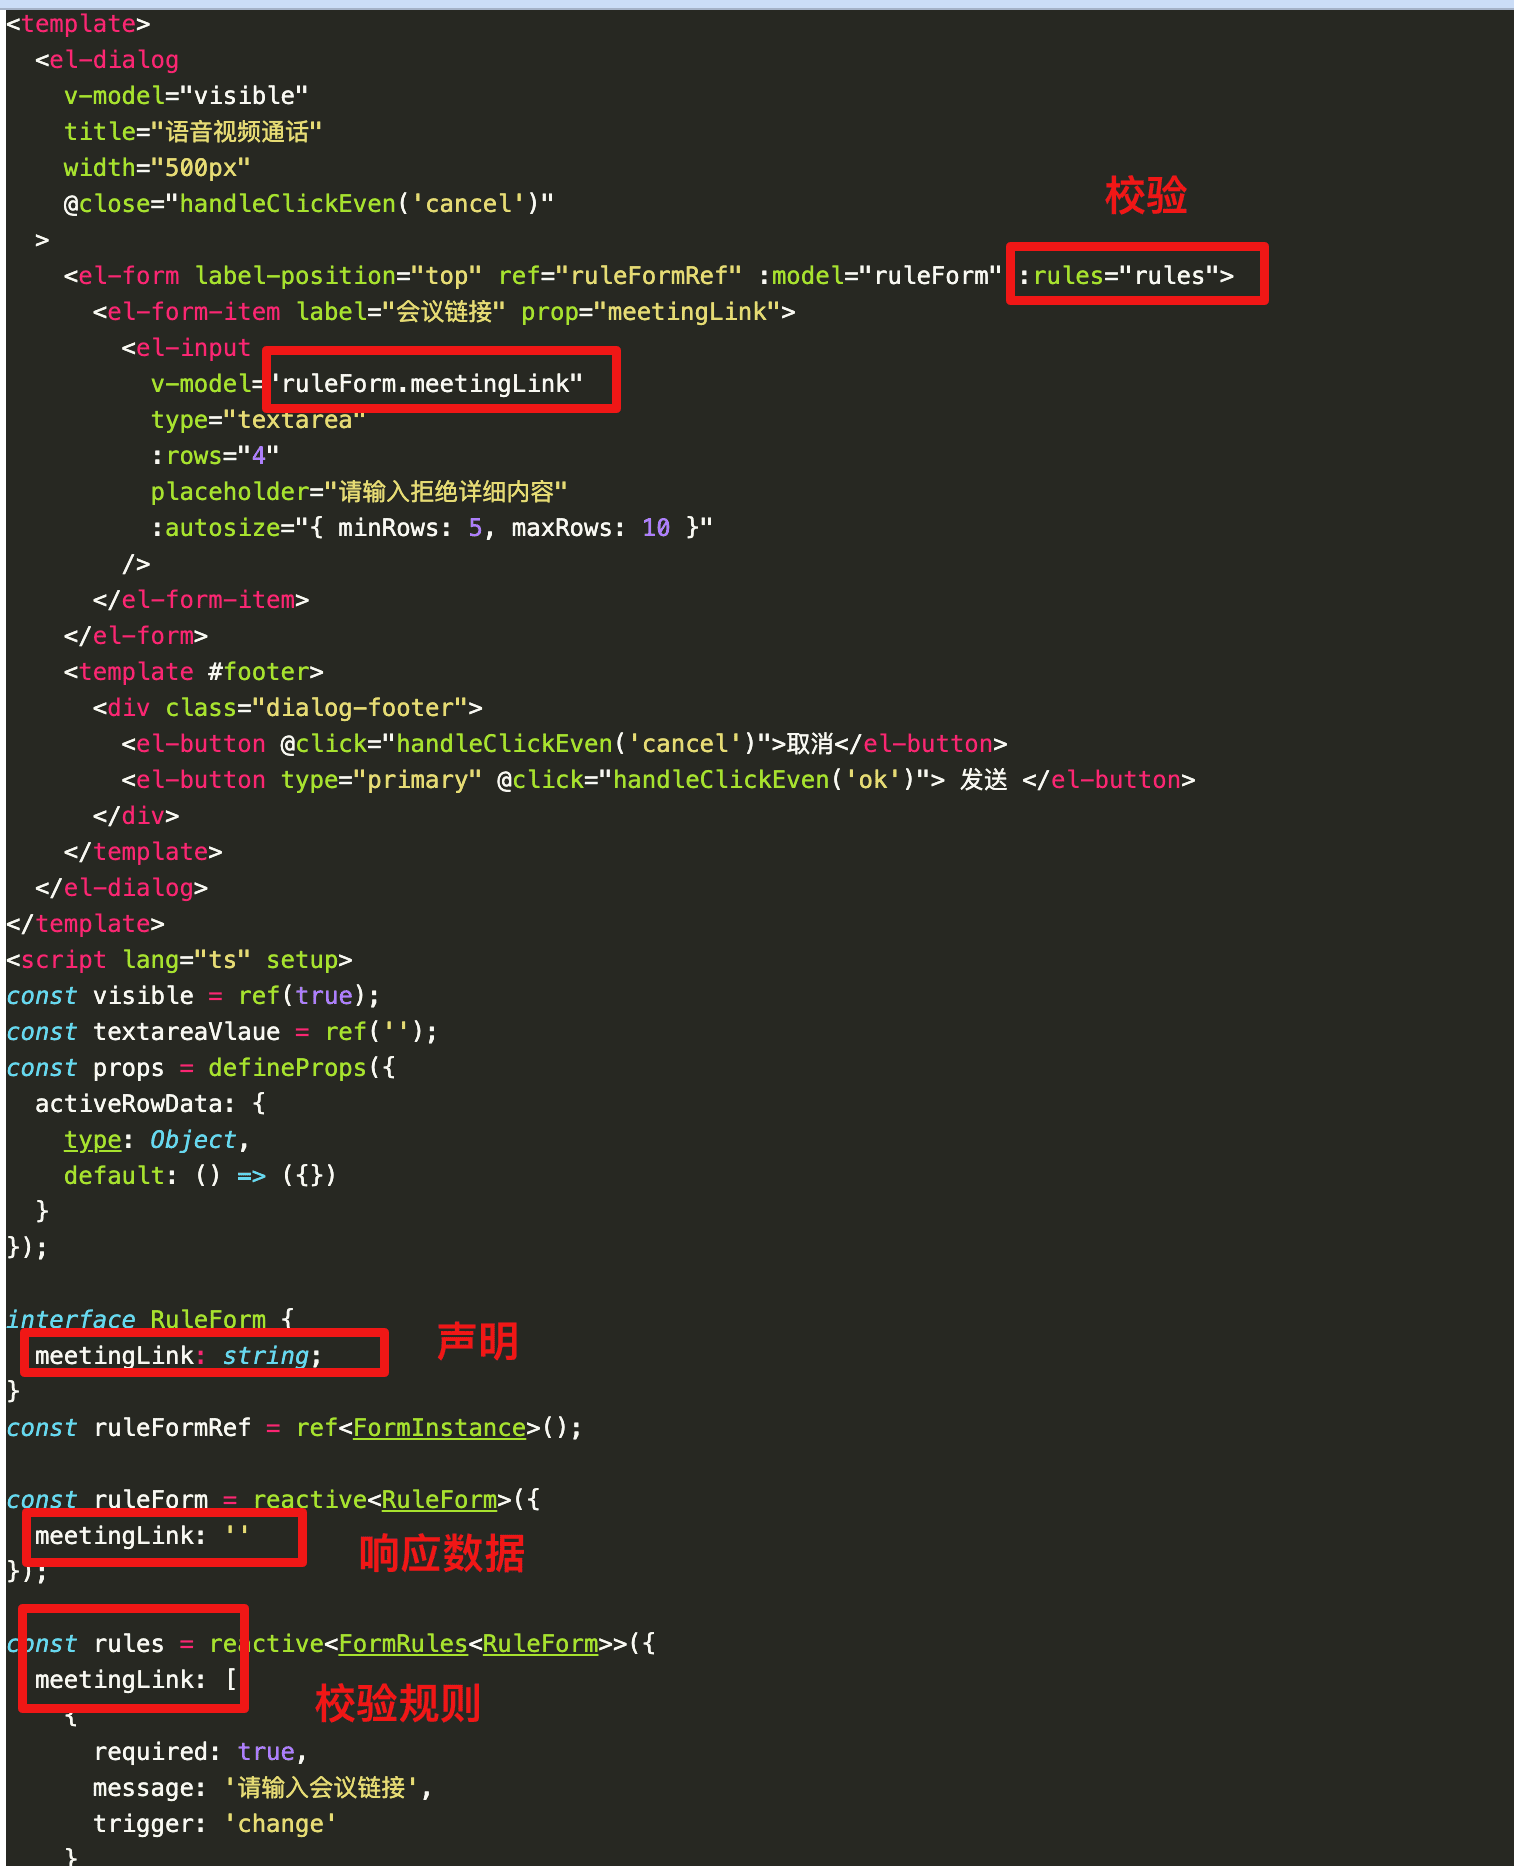 <template>
<el-dialog
v-model="visible"
title="语音视频通话"
width="500px"
@close="handleClickEven('cancel')"
>
校验
<el-form label-position="top" ref="ruleFormRef" :model="ruleForm" :rules="rules">
<el-form-item label="会议链接" prop="meetingLink">
<el-input
v-model="ruleForm.meetingLink"
type="textarea"
:rows="4"
placeholder="请输入拒绝详细内容"
:autosize="{ minRows: 5, maxRows: 10 }"
/>
</el-form-item>
</el-form>
<template #footer>
<div class="dialog-footer">
<el-button @click="handleClickEven('cancel')">取消</el-button>
<el-button type="primary" @click="handleClickEven('ok')"> 发送 </el-button>
</div>
</template>
</el-dialog>
</template>
<script lang="ts" setup>
const visible = ref(true);
const textareaVlaue = ref('');
const props = defineProps({
activeRowData: {
type: Object,
default: () => ({})
}
});
interface RuleForm {
meetingLink: string;
声明
}
const ruleFormRef = ref<FormInstance>();
const ruleForm = reactive<RuleForm>({
meetingLink: ''
响应数据
});
const rules = reactive<FormRules<RuleForm>>({
meetingLink: [
校验规则
{
required: true,
message: '请输入会议链接',
trigger: 'change'
}